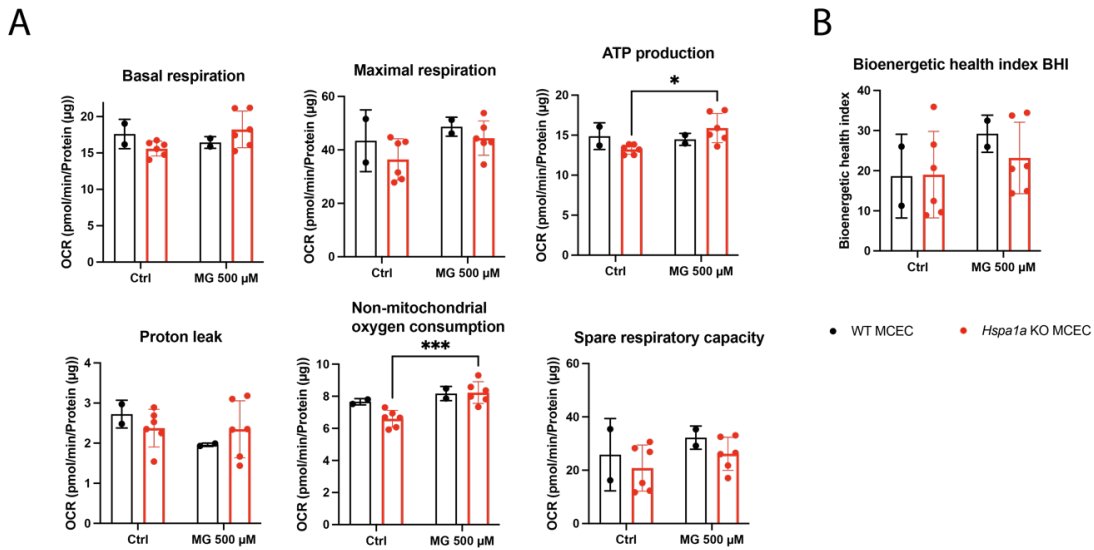 A
B
Basal respiration
OCR (pmol/min/Protein (µg))
20
15
10
5
0
Ctrl
MG 500 µM
Maximal respiration
OCR (pmol/min/Protein (µg))
60
40
20
0
Ctrl
MG 500 µM
ATP production
*
OCR (pmol/min/Protein (µg))
20
15
10
5
0
Ctrl
MG 500 µM
Bioenergetic health index BHI
Bioenergetic health index
40
30
20
10
0
Ctrl
MG 500 µM
Proton leak
OCR (pmol/min/Protein (µg))
4
3
2
1
0
Ctrl
MG 500 µM
Non-mitochondrial
oxygen consumption
***
OCR (pmol/min/Protein (µg))
10
8
6
4
2
0
Ctrl
MG 500 µM
Spare respiratory capacity
OCR (pmol/min/Protein (µg))
60
40
20
0
Ctrl
MG 500 µM
WT MCEC
Hspa1a KO MCEC